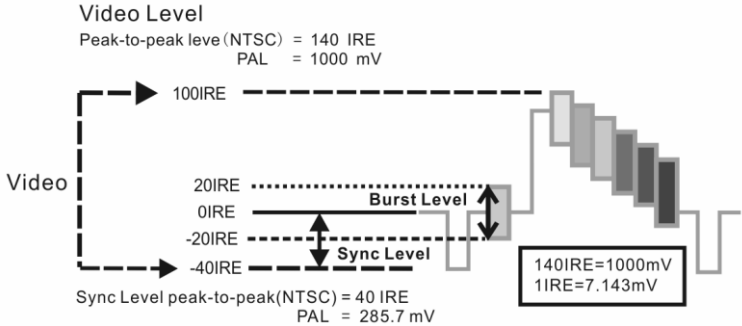 Video Level
Peak-to-peak leve(NTSC) = 140 IRE
PAL = 1000 mV
100IRE
Video
20IRE
Burst Level
0IRE
-20IRE
Sync Level
-40IRE
140IRE=1000mV
1IRE=7.143mV
Sync Level peak-to-peak(NTSC) = 40 IRE
PAL = 285.7 mV